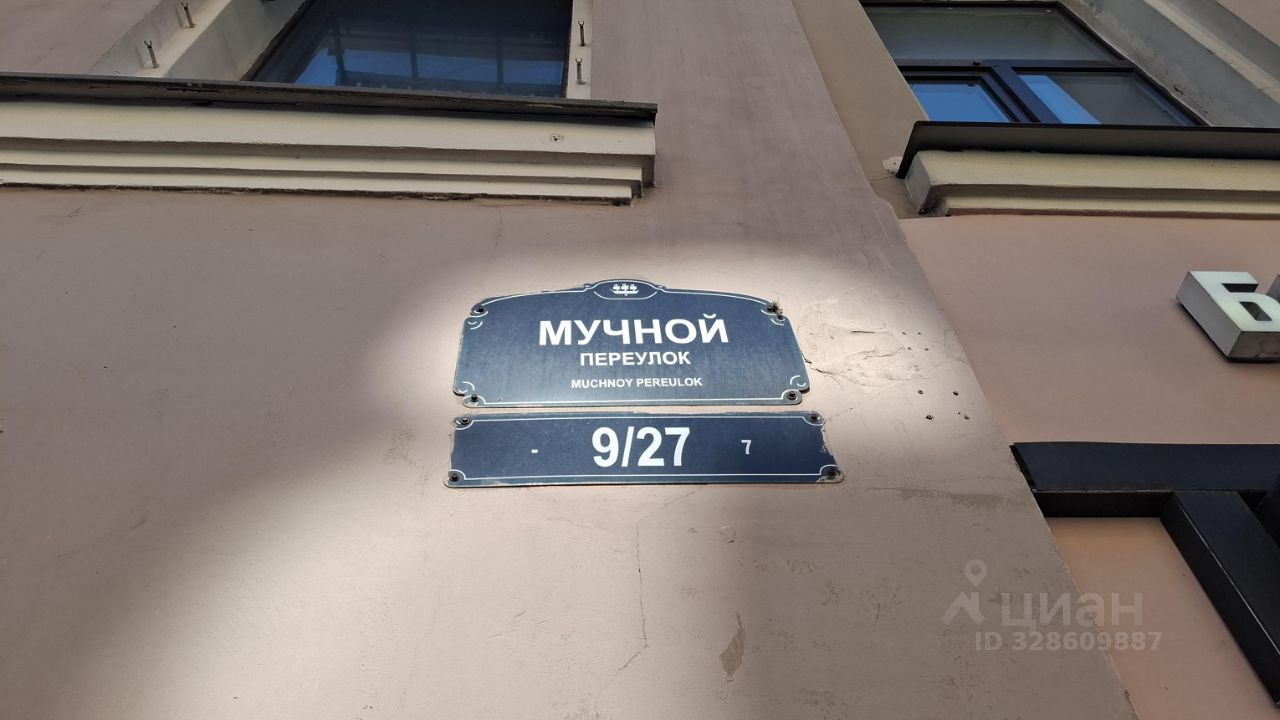 МУЧНОЙ
ПЕРЕУЛОК
MUCHNOY PEREULOK
- 9/27 7
Б
циан
ID 328609887